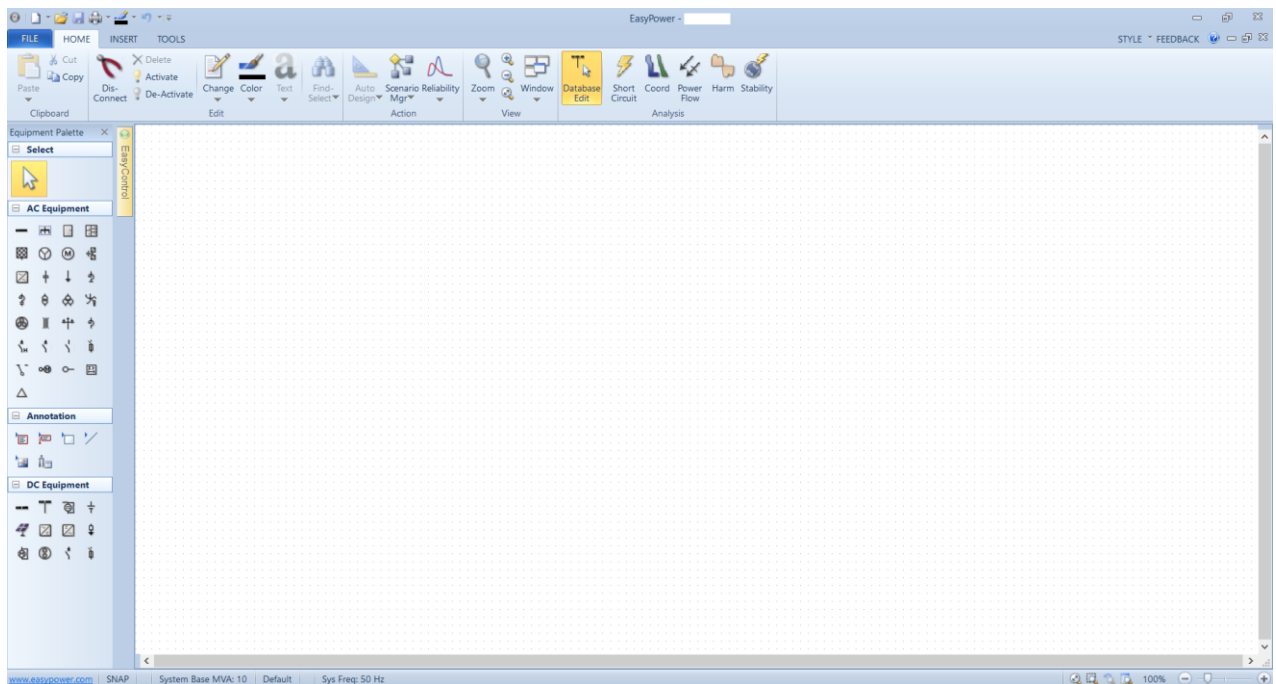 EasyPower -
FILE HOME INSERT TOOLS STYLE FEEDBACK
Paste
Cut
Copy
Clipboard
Dis-
Connect
Delete
Activate
De-Activate
Change Color Text
Edit
Find-
Select
Auto
Design
Scenario
Mgr
Reliability
Action
Zoom
Window
View
Database
Edit
Short
Circuit
Coord
Power
Flow
Harm
Stability
Analysis
Equipment Palette
Select
AC Equipment
Annotation
DC Equipment
EasyControl
www.easypower.com SNAP System Base MVA: 10 Default Sys Freq: 50 Hz 100%